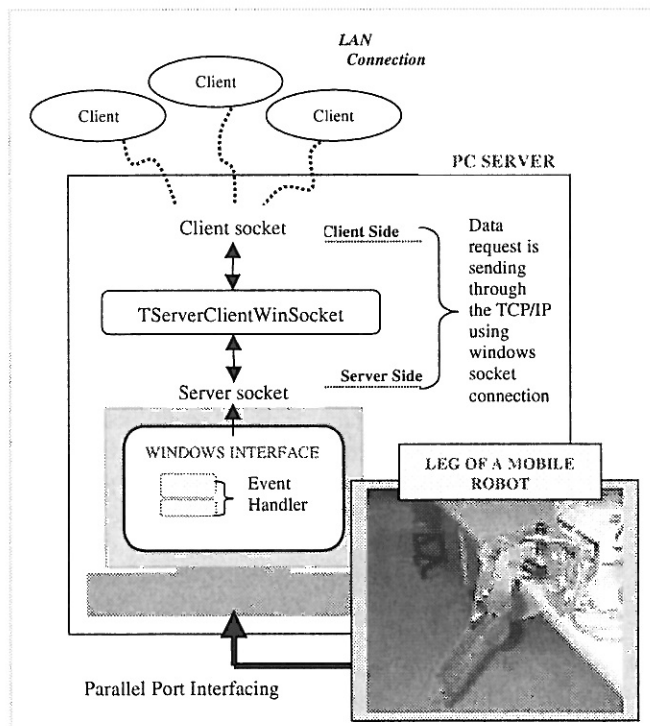 LAN
Connection
Client
Client
Client
PC SERVER
Client socket
Client Side
TServerClientWinSocket
Server Side
Server socket
Data
request is
sending
through
the TCP/IP
using
windows
socket
connection
WINDOWS INTERFACE
Event
Handler
LEG OF A MOBILE
ROBOT
Parallel Port Interfacing